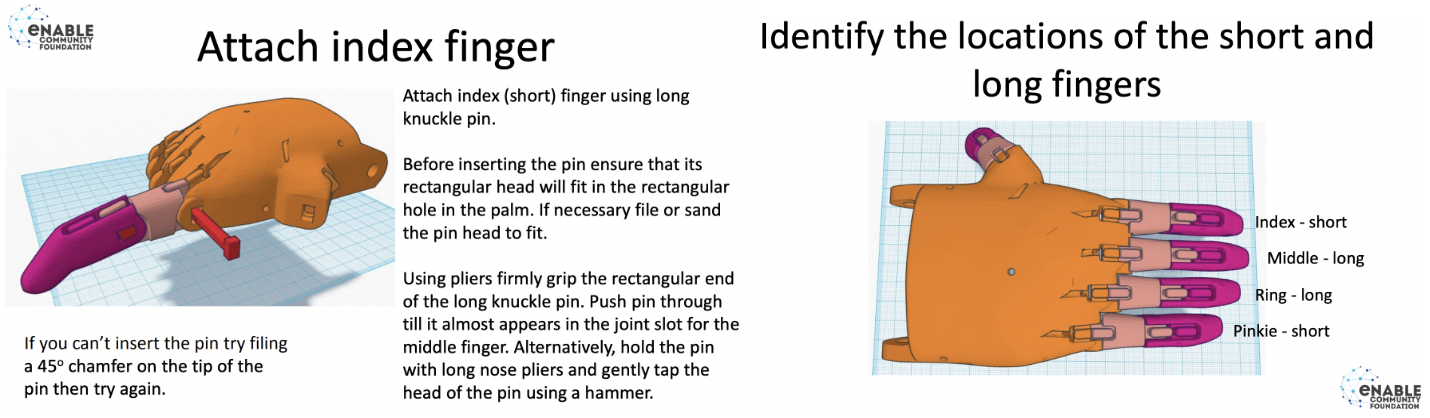 eNABLE
COMMUNITY
FOUNDATION
Attach index finger
Attach index (short) finger using long
knuckle pin.
Before inserting the pin ensure that its
rectangular head will fit in the rectangular
hole in the palm. If necessary file or sand
the pin head to fit.
Using pliers firmly grip the rectangular end
of the long knuckle pin. Push pin through
till it almost appears in the joint slot for the
middle finger. Alternatively, hold the pin
with long nose pliers and gently tap the
head of the pin using a hammer.
If you can’t insert the pin try filing
a 45º chamfer on the tip of the
pin then try again.
Identify the locations of the short and
long fingers
Index - short
Middle - long
Ring - long
Pinkie - short
eNABLE
COMMUNITY
FOUNDATION